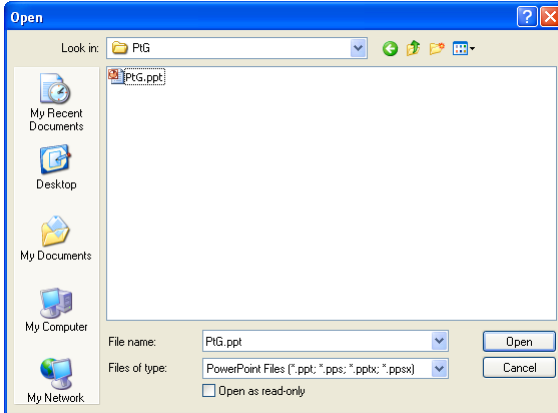 Open
Look in: PtG
PtG.ppt
My Recent
Documents
Desktop
My Documents
My Computer
My Network
File name: PtG.ppt Open
Files of type: PowerPoint Files (*.ppt; *.pps; *.pptx; *.ppsx) Cancel
Open as read-only